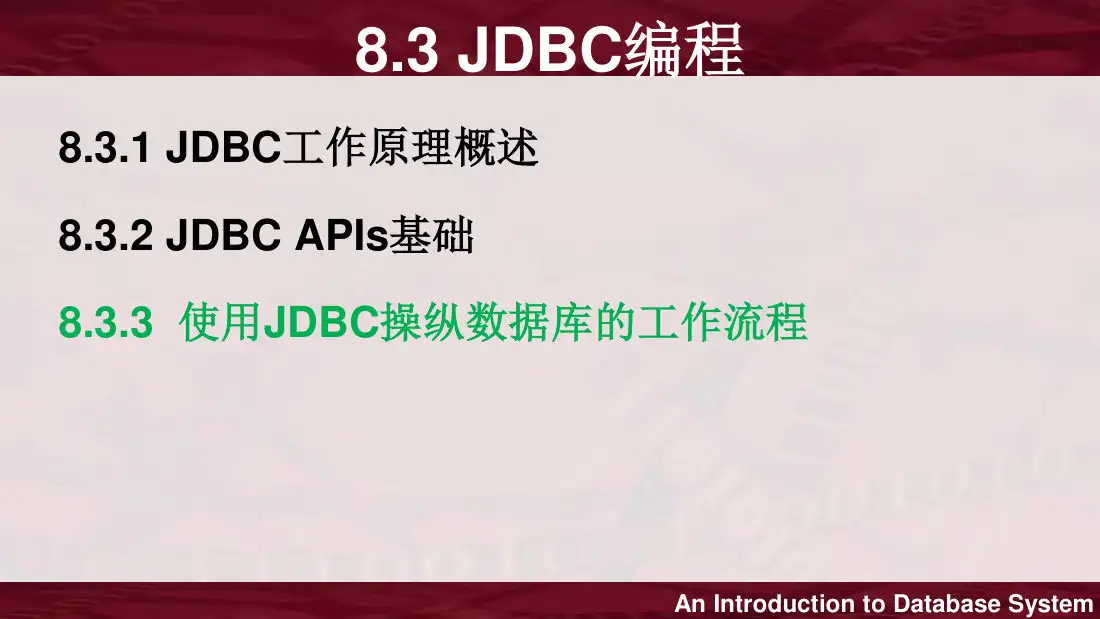 8.3 JDBC编程
8.3.1 JDBC工作原理概述
8.3.2 JDBC APIs基础
8.3.3 使用JDBC操纵数据库的工作流程
An Introduction to Database System